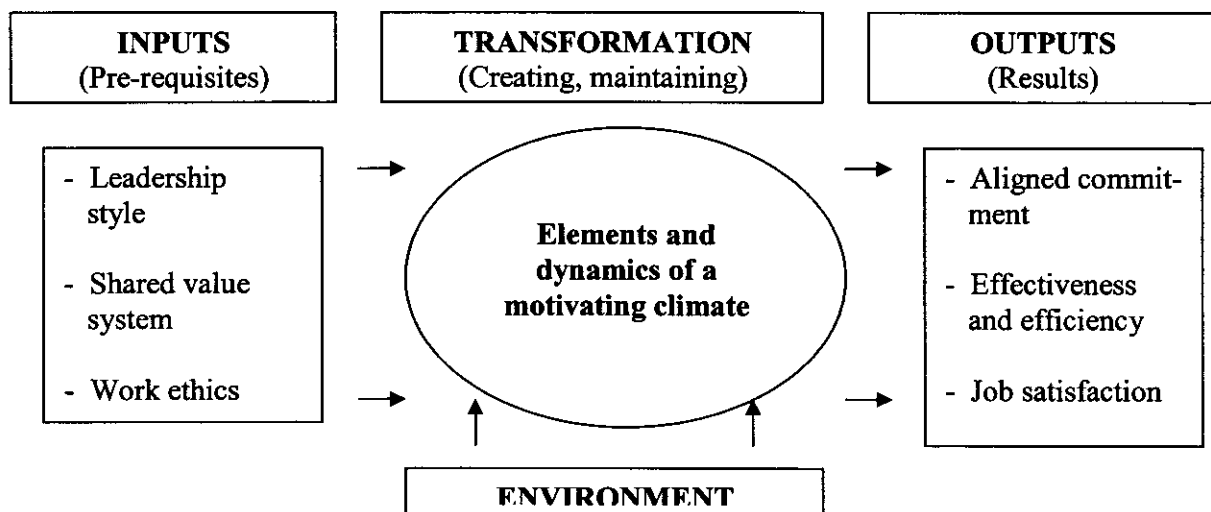 INPUTS
(Pre-requisites)
TRANSFORMATION
(Creating, maintaining)
OUTPUTS
(Results)
- Leadership
style
- Shared value
system
- Work ethics
Elements and
dynamics of a
motivating climate
- Aligned commit-
ment
- Effectiveness
and efficiency
- Job satisfaction
ENVIRONMENT